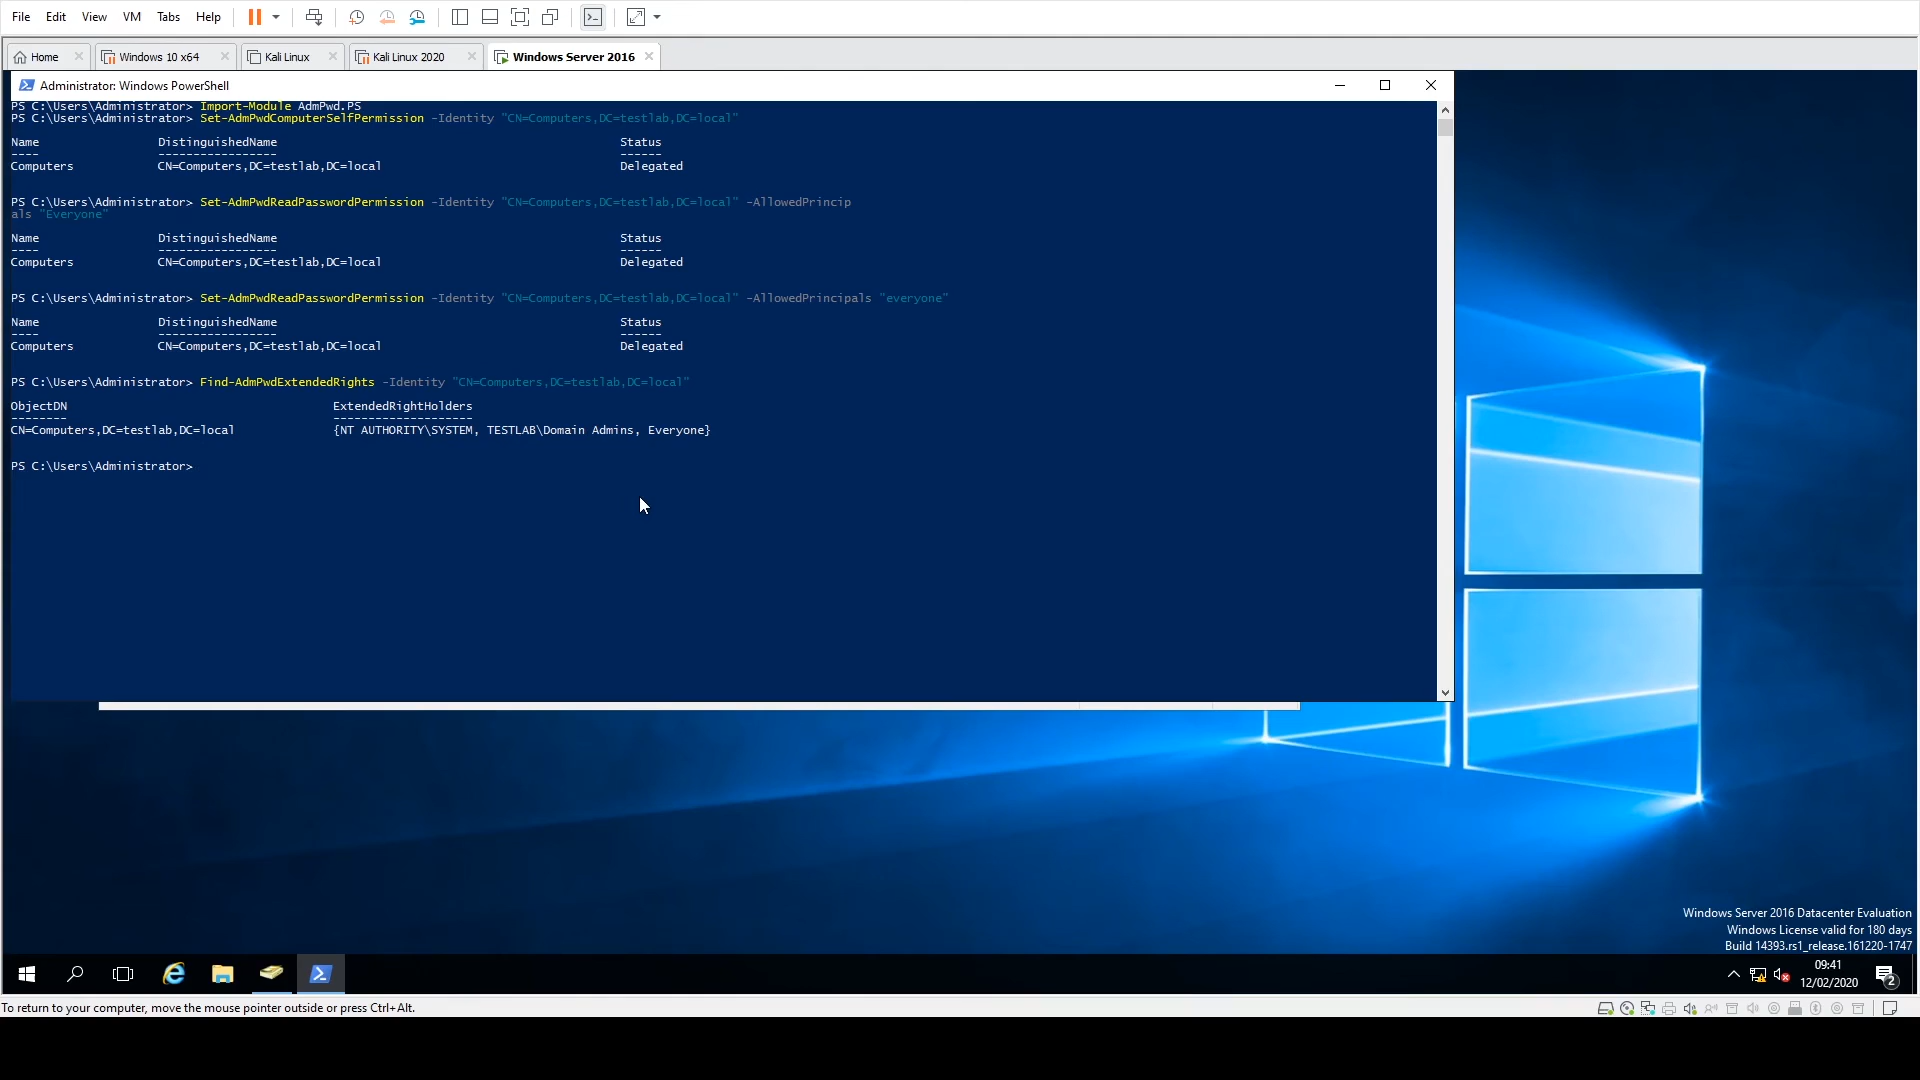 File Edit View VM Tabs Help
Home Windows 10 x64 Kali Linux Kali Linux 2020 Windows Server 2016
Administrator: Windows PowerShell
PS C:\Users\Administrator> Import-Module AdmPwd.PS
PS C:\Users\Administrator> Set-AdmPwdComputerSelfPermission -Identity "CN=Computers,DC=testlab,DC=local"
Name DistinguishedName Status
---- ----------------- ------
Computers CN=Computers,DC=testlab,DC=local Delegated
PS C:\Users\Administrator> Set-AdmPwdReadPasswordPermission -Identity "CN=Computers,DC=testlab,DC=local" -AllowedPrincip
als "Everyone"
Name DistinguishedName Status
---- ----------------- ------
Computers CN=Computers,DC=testlab,DC=local Delegated
PS C:\Users\Administrator> Set-AdmPwdReadPasswordPermission -Identity "CN=Computers,DC=testlab,DC=local" -AllowedPrincipals "everyone"
Name DistinguishedName Status
---- ----------------- ------
Computers CN=Computers,DC=testlab,DC=local Delegated
PS C:\Users\Administrator> Find-AdmPwdExtendedRights -Identity "CN=Computers,DC=testlab,DC=local"
ObjectDN ExtendedRightHolders
-------- --------------------
CN=Computers,DC=testlab,DC=local {NT AUTHORITY\SYSTEM, TESTLAB\Domain Admins, Everyone}
PS C:\Users\Administrator>
Windows Server 2016 Datacenter Evaluation
Windows License valid for 180 days
Build 14393.rs1_release.161220-1747
09:41
12/02/2020
2
To return to your computer, move the mouse pointer outside or press Ctrl+Alt.